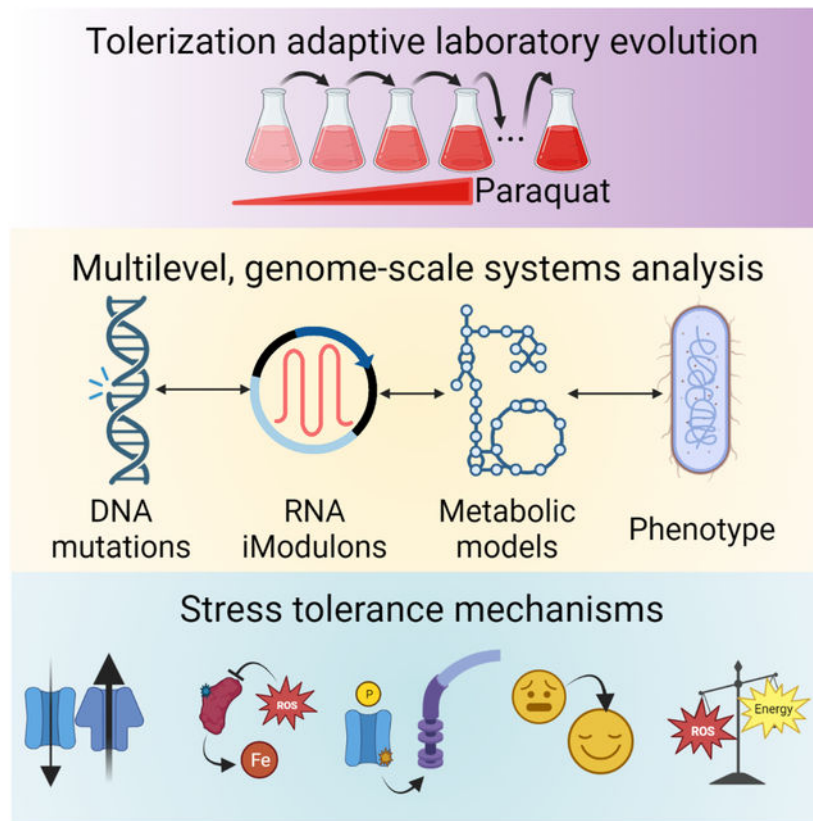 Tolerization adaptive laboratory evolution
...
Paraquat
Multilevel, genome-scale systems analysis
DNA
mutations
RNA
iModulons
Metabolic
models
Phenotype
Stress tolerance mechanisms
ROS
Fe
P
ROS
Energy